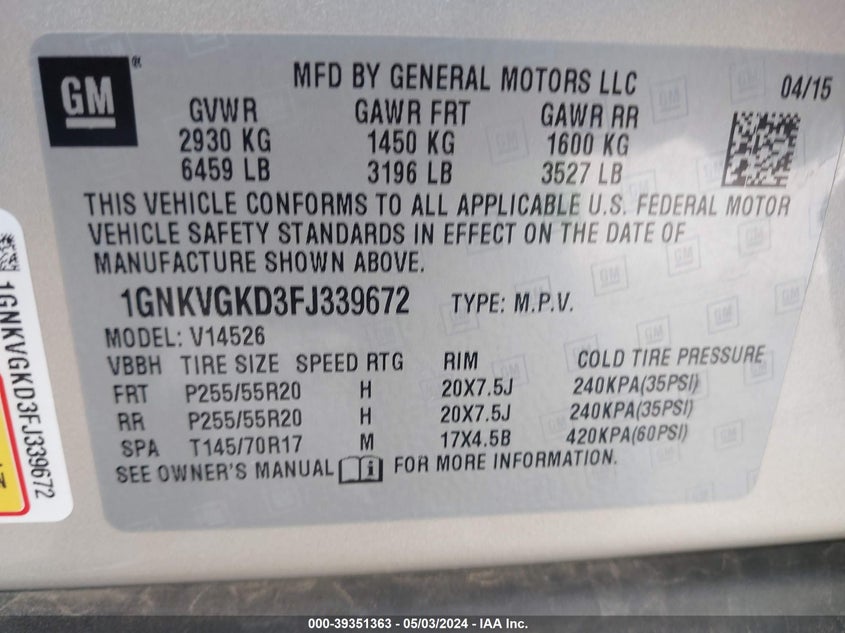 GM
MFD BY GENERAL MOTORS LLC 04/15
GVWR GAWR FRT GAWR RR
2930 KG 1450 KG 1600 KG
6459 LB 3196 LB 3527 LB
THIS VEHICLE CONFORMS TO ALL APPLICABLE U.S. FEDERAL MOTOR
VEHICLE SAFETY STANDARDS IN EFFECT ON THE DATE OF
MANUFACTURE SHOWN ABOVE.
1GNKVGKD3FJ339672 TYPE: M.P.V.
MODEL: V14526
VBBH TIRE SIZE SPEED RTG RIM COLD TIRE PRESSURE
FRT P255/55R20 H 20X7.5J 240KPA(35PSI)
RR P255/55R20 H 20X7.5J 240KPA(35PSI)
SPA T145/70R17 M 17X4.5B 420KPA(60PSI)
SEE OWNER'S MANUAL FOR MORE INFORMATION.
1GNKVGKD3FJ339672
000-39351363 - 05/03/2024 - IAA Inc.